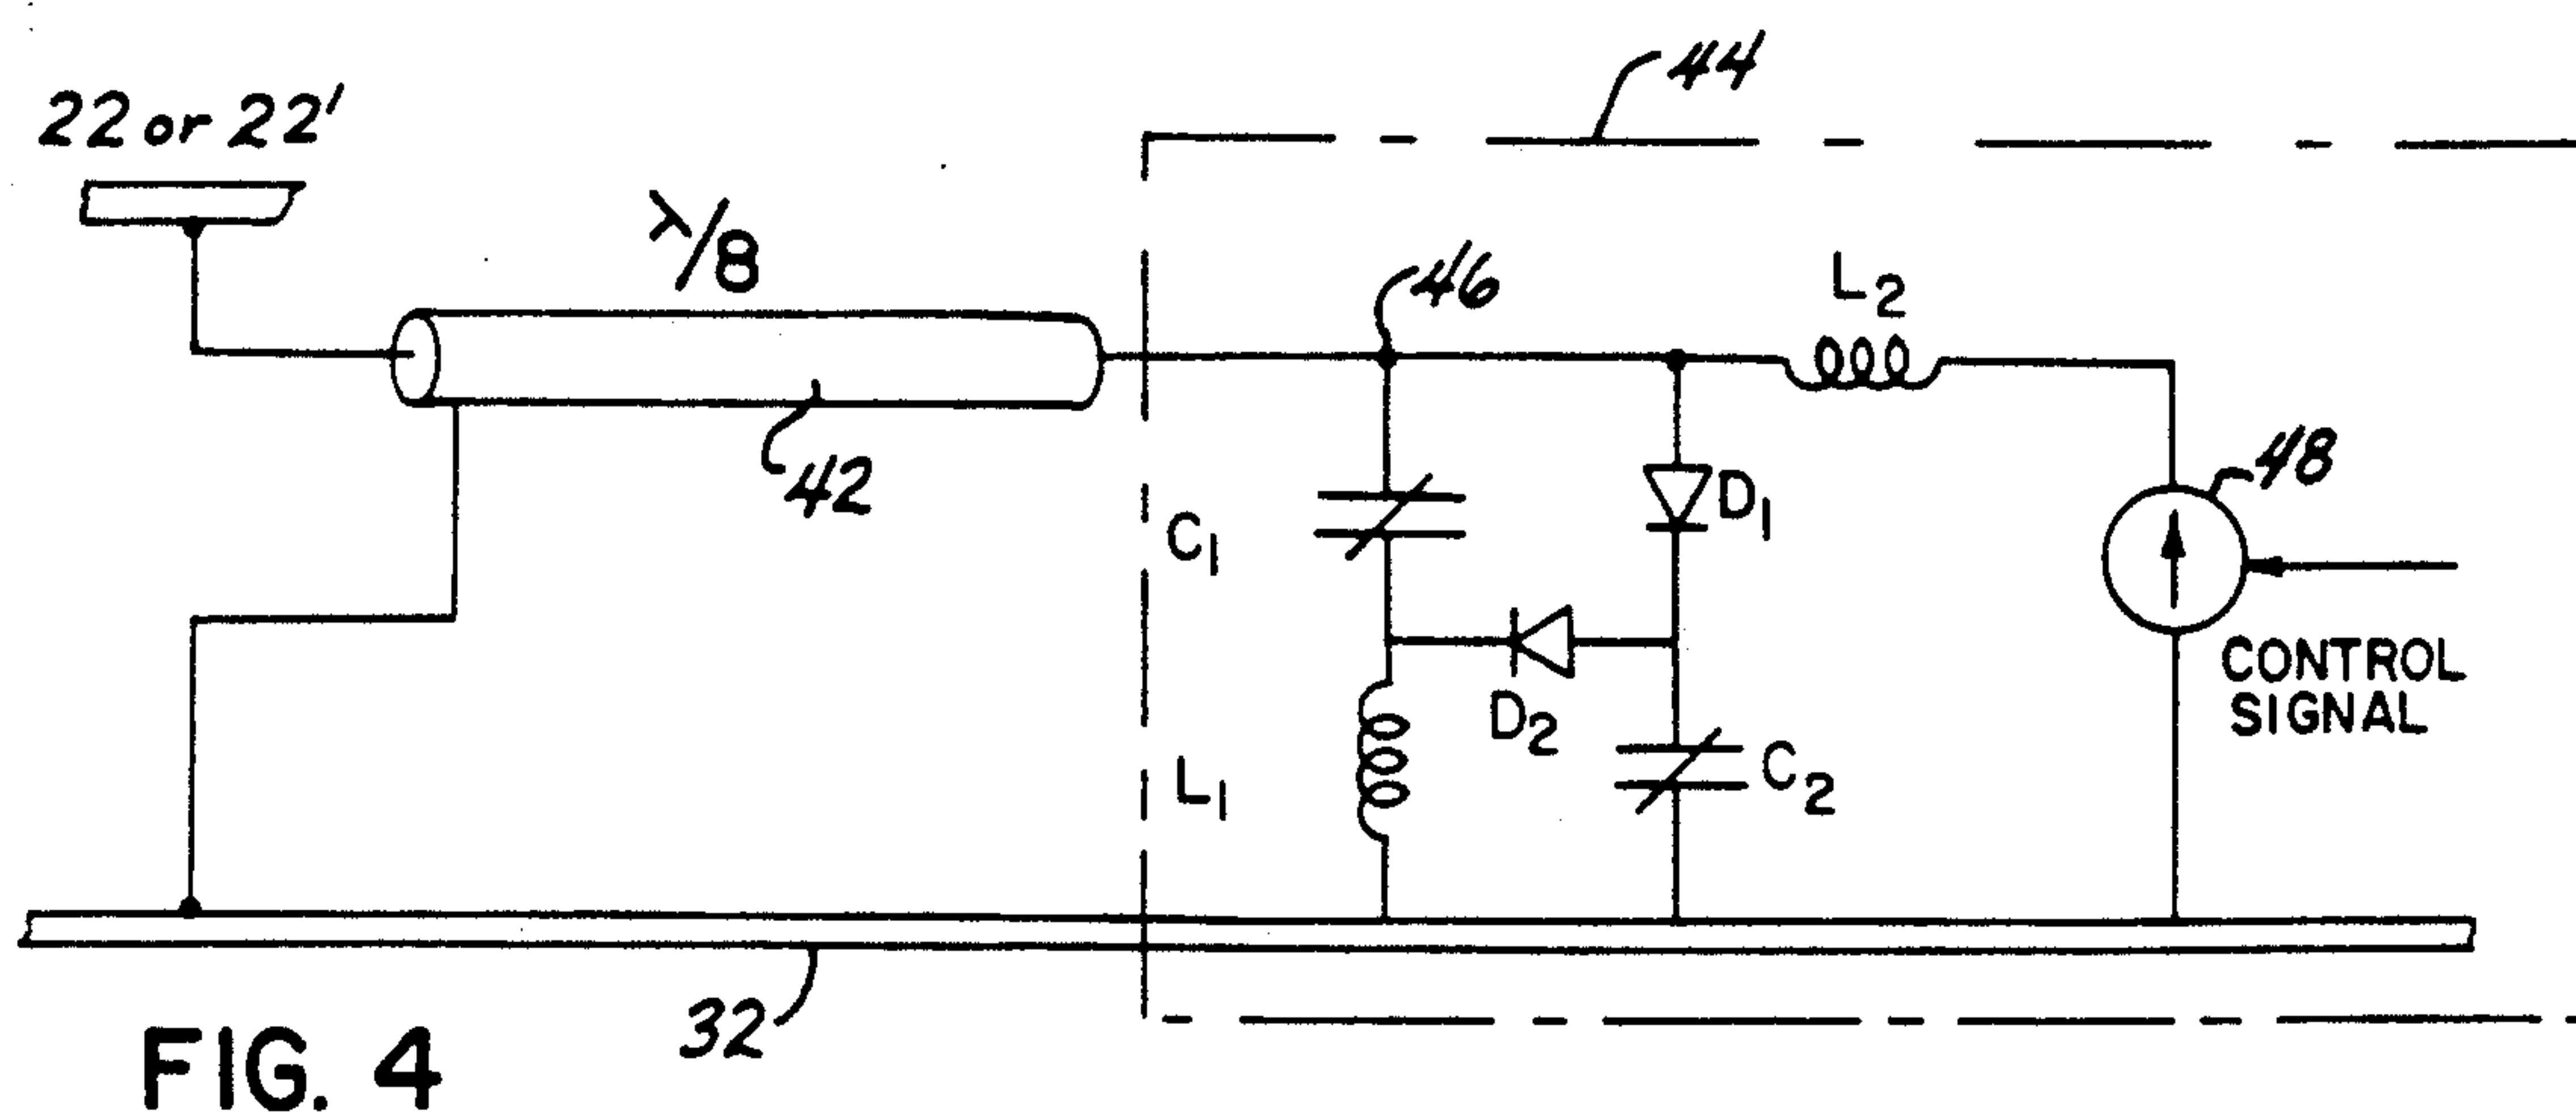 44
22 or 22'
λ/8
46
L2
48
42
C1
D1
D2
CONTROL
SIGNAL
L1
C2
32
FIG. 4